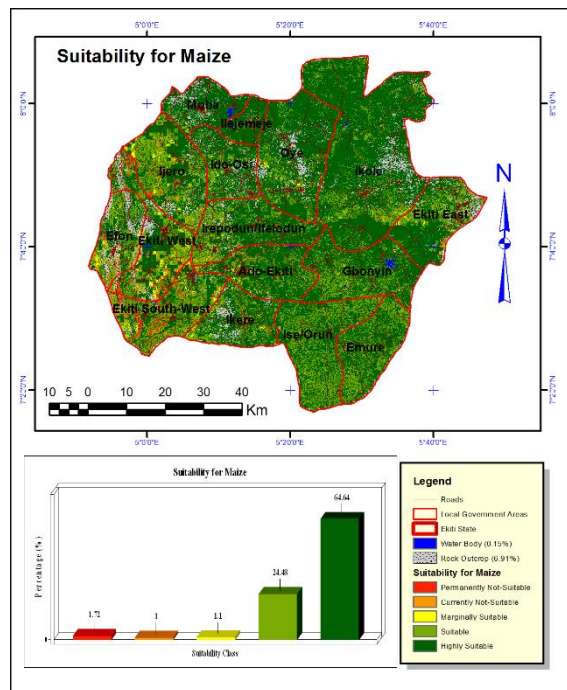 Suitability for Maize
5°0'0"E 5°20'0"E 5°40'0"E
8°0'0"N 8°0'0"N
7°40'0"N 7°40'0"N
7°20'0"N 7°20'0"N
Moba
Ilejemeje
Oye
Ido-Osi
Ijero
Ikole
Ekiti East
Irepodun/Ifelodun
Efon
Ekiti West
Ado-Ekiti
Gbonyin
Ekiti South-West
Ikere
Ise/Orun
Emure
N
10 5 0 10 20 30 40
Km
5°0'0"E 5°20'0"E 5°40'0"E
Suitability for Maize
Percentage (%)
1.72
1
1.1
24.48
64.64
Suitability Class
Legend
Roads
Local Government Areas
Ekiti State
Water Body (0.15%)
Rock Outcrop (6.91%)
Suitability for Maize
Permanently Not-Suitable
Currently Not-Suitable
Marginally Suitable
Suitable
Highly Suitable